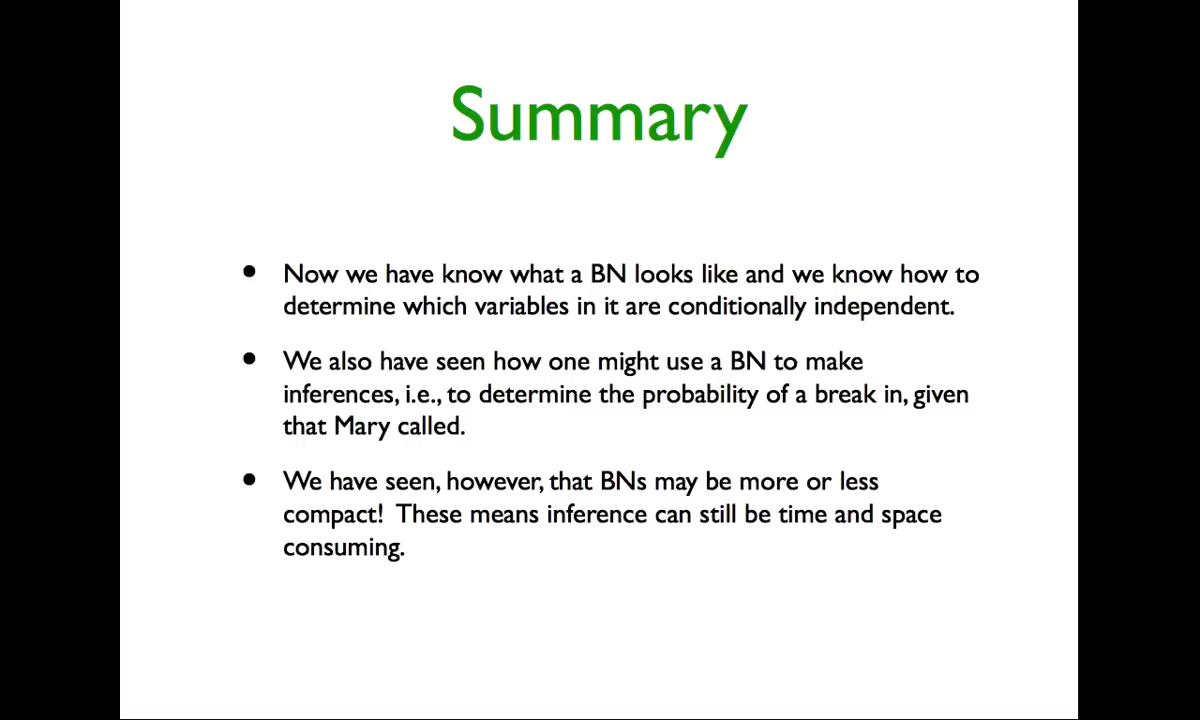 Summary
• Now we have know what a BN looks like and we know how to
determine which variables in it are conditionally independent.
• We also have seen how one might use a BN to make
inferences, i.e., to determine the probability of a break in, given
that Mary called.
• We have seen, however, that BNs may be more or less
compact! These means inference can still be time and space
consuming.